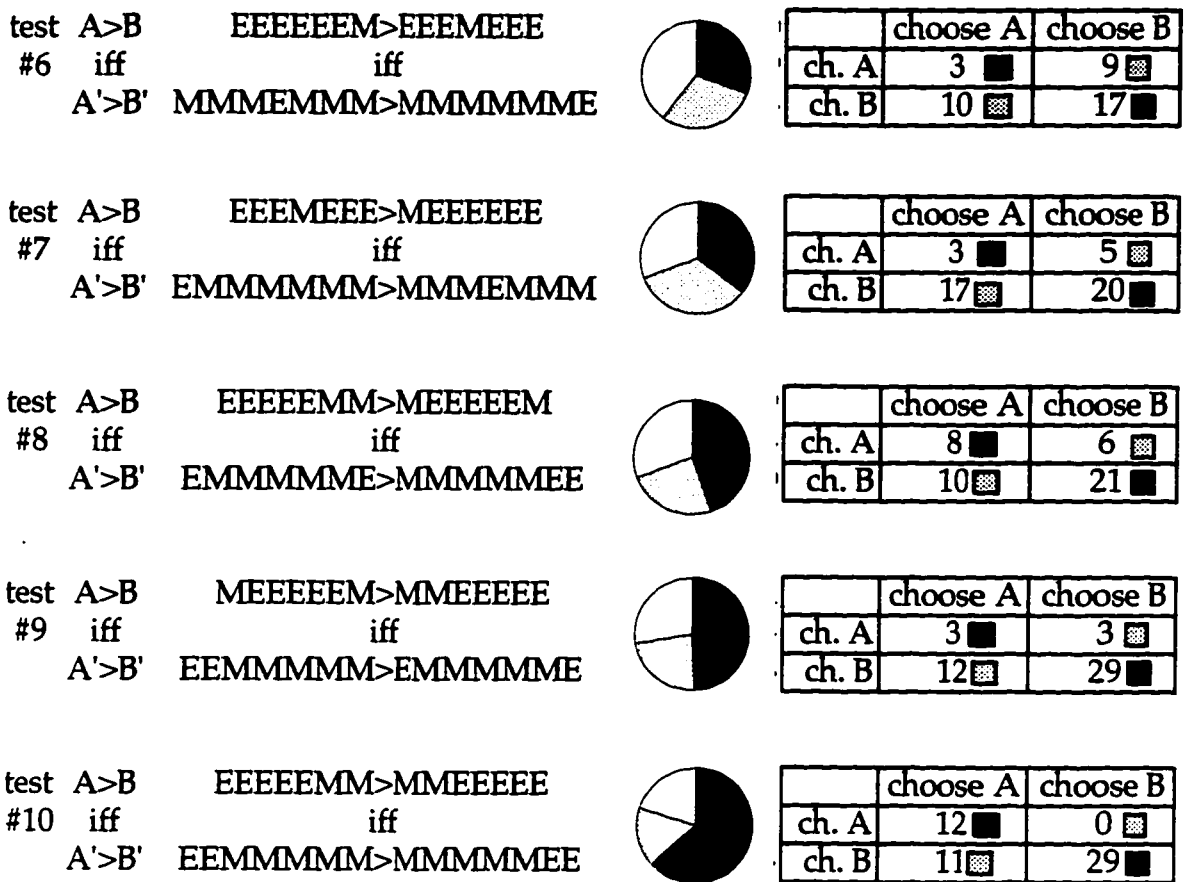 test A>B EEEEEEM>EEEMEEE
#6 iff iff
A'>B' MMMEMMM>MMMMMME
choose A choose B
ch. A 3 9
ch. B 10 17
test A>B EEEMEEE>MEEEEEE
#7 iff iff
A'>B' EMMMMMM>MMMEMMM
choose A choose B
ch. A 3 5
ch. B 17 20
test A>B EEEEEMM>MEEEEEM
#8 iff iff
A'>B' EMMMMME>MMMMMEE
choose A choose B
ch. A 8 6
ch. B 10 21
test A>B MEEEEEM>MMEEEEE
#9 iff iff
A'>B' EEMMMMM>EMMMMME
choose A choose B
ch. A 3 3
ch. B 12 29
test A>B EEEEEMM>MMEEEEE
#10 iff iff
A'>B' EEMMMMM>MMMMMEE
choose A choose B
ch. A 12 0
ch. B 11 29